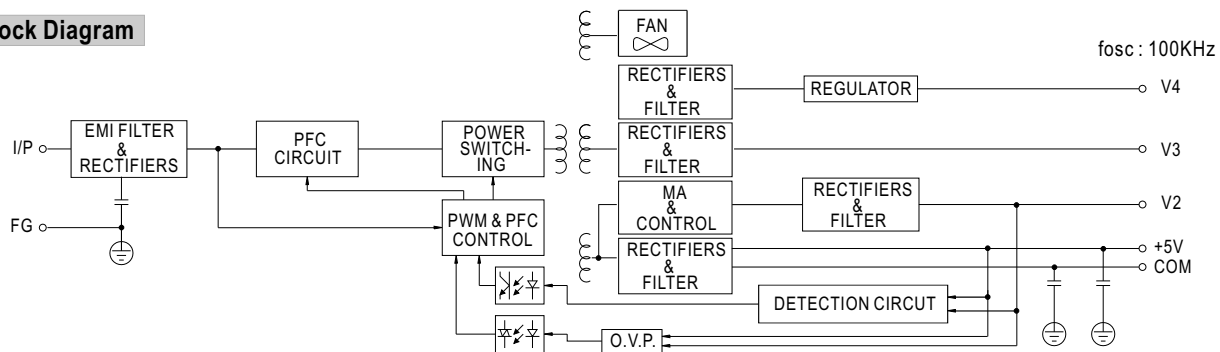 ock Diagram
FAN
fosc : 100KHz
RECTIFIERS
&
FILTER
REGULATOR
V4
I/P
EMI FILTER
&
RECTIFIERS
PFC
CIRCUIT
POWER
SWITCH-
ING
RECTIFIERS
&
FILTER
V3
MA
&
CONTROL
RECTIFIERS
&
FILTER
V2
FG
PWM & PFC
CONTROL
RECTIFIERS
&
FILTER
+5V
COM
DETECTION CIRCUT
O.V.P.